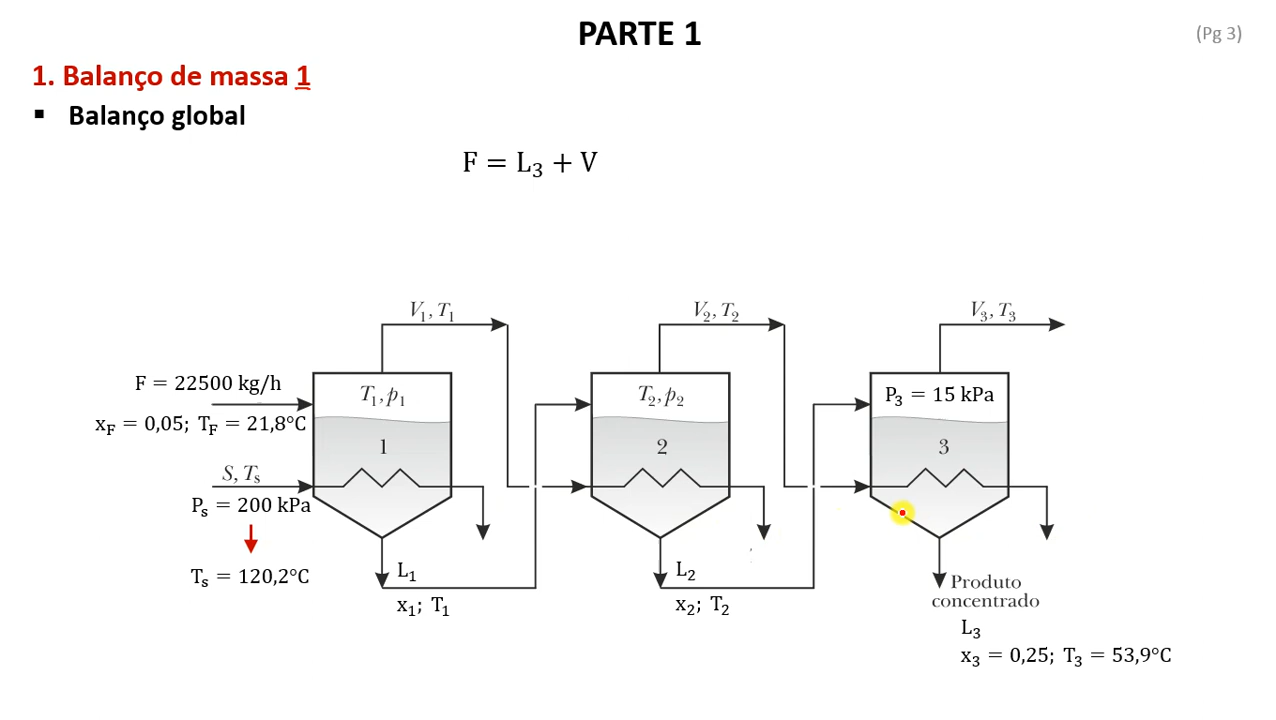 PARTE 1
(Pg 3)
1. Balanço de massa 1
▪ Balanço global
F = L₃ + V
V₁, T₁
V₂, T₂
V₃, T₃
F = 22500 kg/h
T₁, p₁
T₂, p₂
P₃ = 15 kPa
x_F = 0,05; T_F = 21,8°C
1
2
3
S, Tₛ
Pₛ = 200 kPa
Tₛ = 120,2°C
L₁
x₁; T₁
L₂
x₂; T₂
Produto
concentrado
L₃
x₃ = 0,25; T₃ = 53,9°C